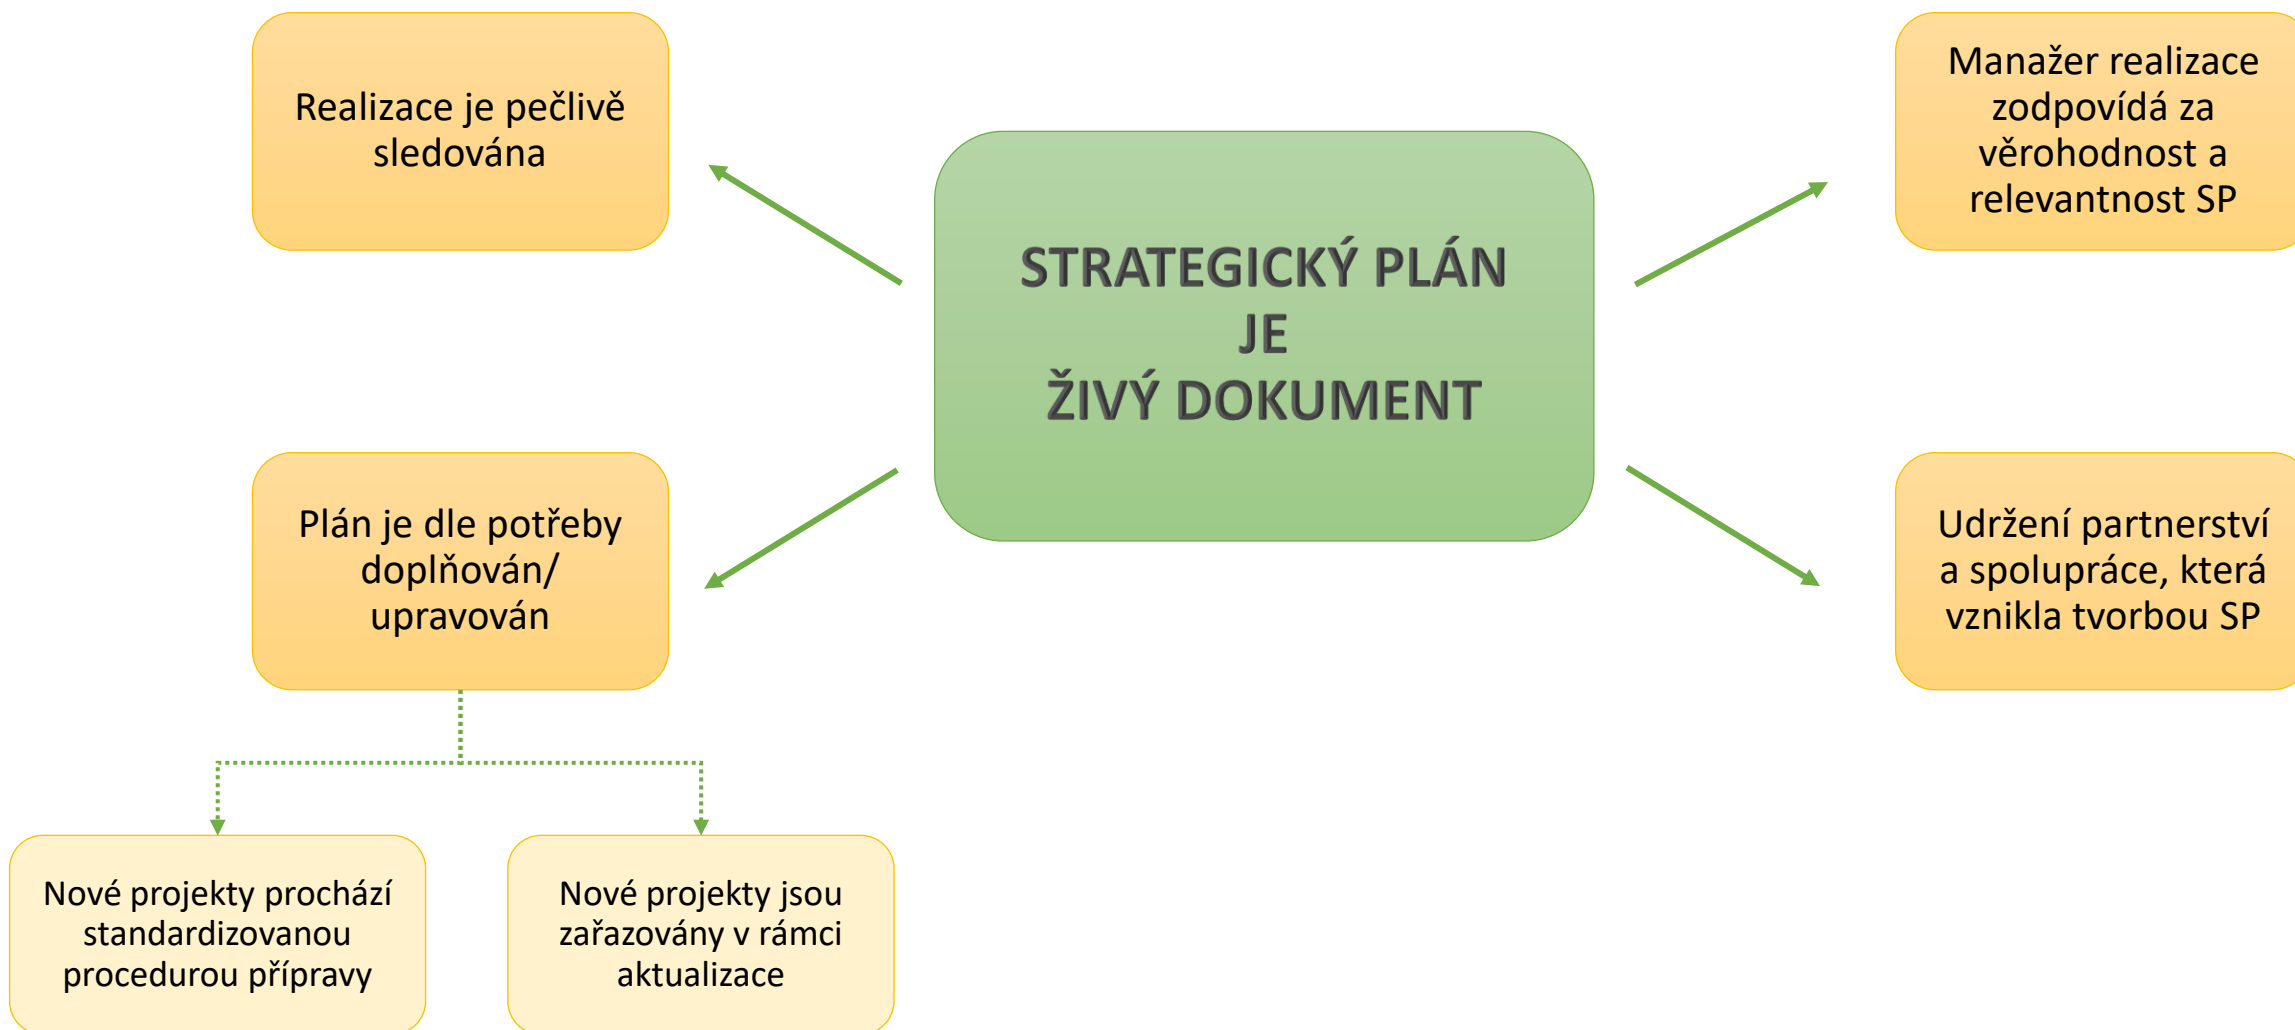 Realizace je pečlivě
sledována
Manažer realizace
zodpovídá za
věrohodnost a
relevantnost SP
STRATEGICKÝ PLÁN
JE
ŽIVÝ DOKUMENT
Plán je dle potřeby
doplňován/
upravován
Udržení partnerství
a spolupráce, která
vznikla tvorbou SP
Nové projekty prochází
standardizovanou
procedurou přípravy
Nové projekty jsou
zařazovány v rámci
aktualizace